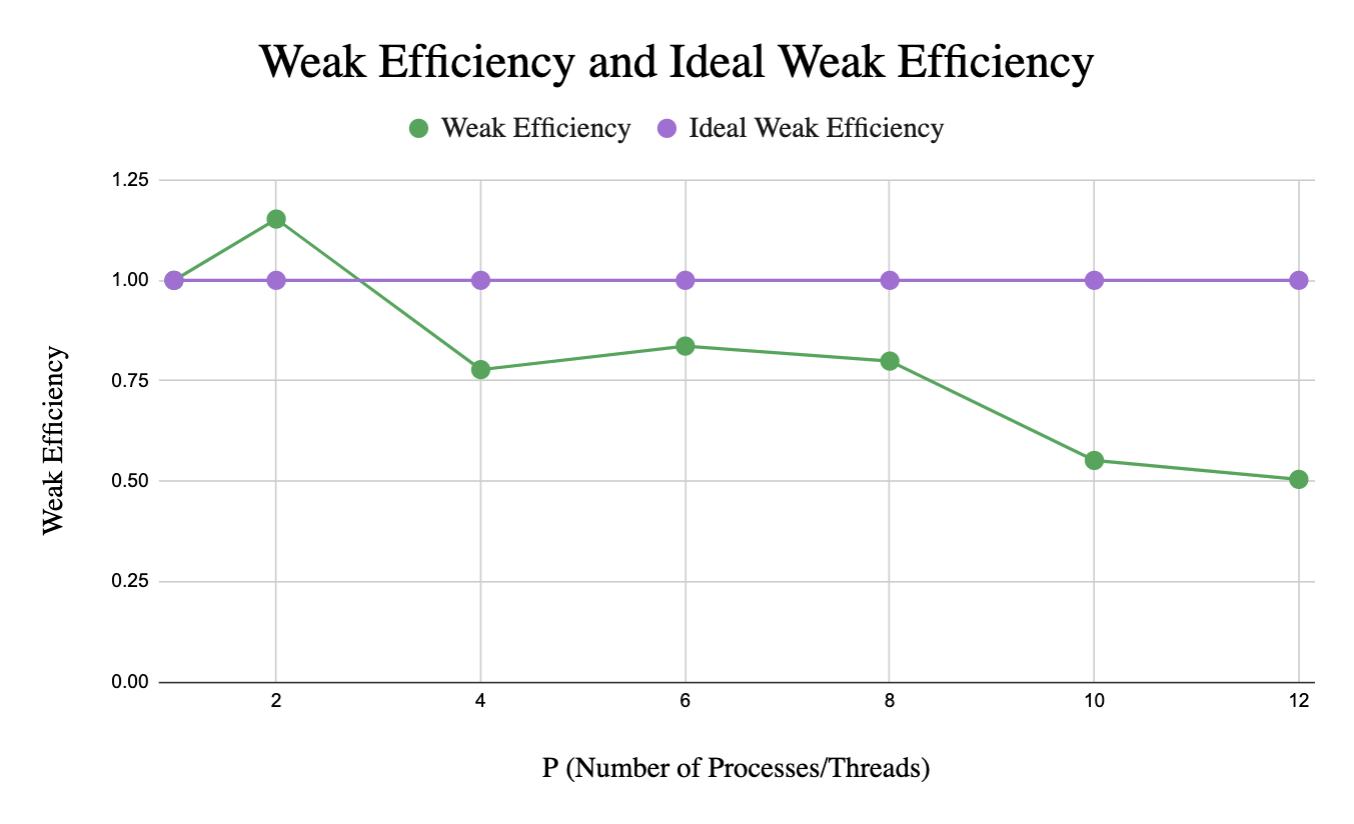 Weak Efficiency and Ideal Weak Efficiency
Weak Efficiency
Ideal Weak Efficiency
Weak Efficiency
1.25
1.00
0.75
0.50
0.25
0.00
2
4
6
8
10
12
P (Number of Processes/Threads)